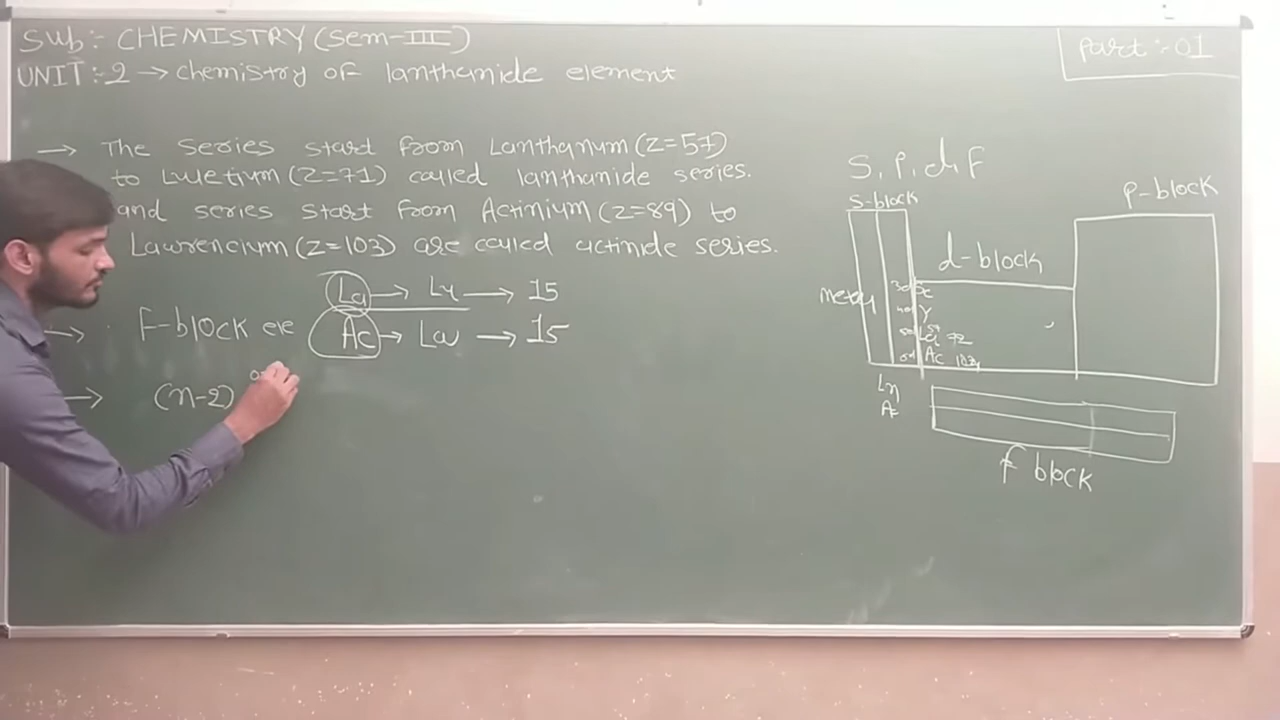 Sub:- CHEMISTRY (Sem-III)
Part :- 01
UNIT:-2 → chemistry of lanthanide element
→ The series start from Lanthanum (Z=57)
to Lutetium (Z=71) called lanthanide series.
and series start from Actinium (Z=89) to
Lawrencium (Z=103) are called actinide series.
La → Lu → 15
→ F-block ele Ac → Lw → 15
→ (n-2)
S, P, d, F
S-block
P-block
d-block
3d Sc
4d Y
5d La 57 72
6d Ac
Ln
Ac
f block